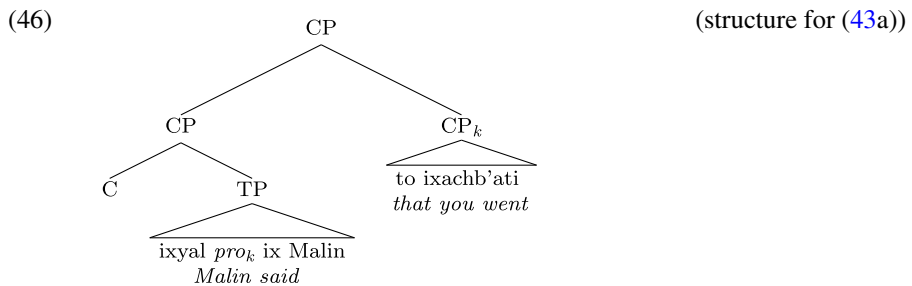 (46) CP (structure for (43a))
CP CPₖ
to ixachb'ati
C TP
that you went
ixyal proₖ ix Malin
Malin said